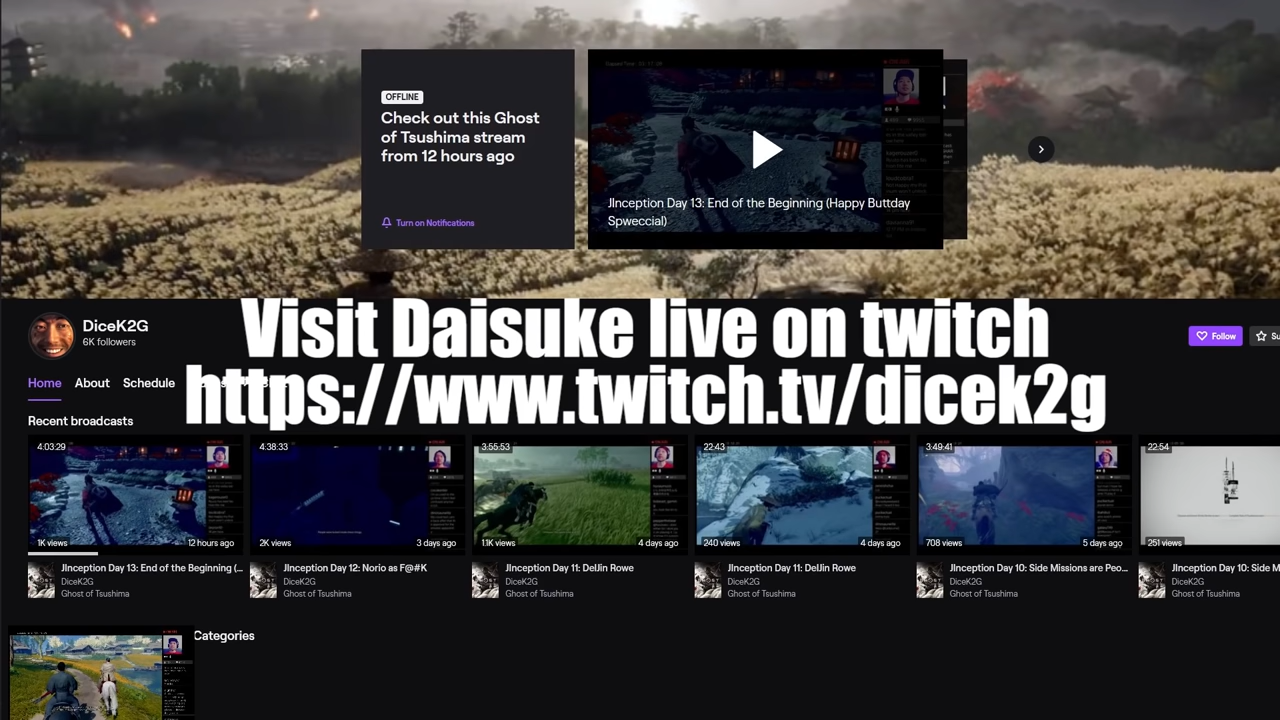 OFFLINE
Check out this Ghost
of Tsushima stream
from 12 hours ago
Turn on Notifications
JInception Day 13: End of the Beginning (Happy Buttday
Spweccial)
Visit Daisuke live on twitch
https://www.twitch.tv/dicek2g
DiceK2G
6K followers
Follow
Su
Home
About
Schedule
Recent broadcasts
4:03:29
1K views
12 hours ago
JInception Day 13: End of the Beginning (...
DiceK2G
Ghost of Tsushima
4:38:33
2K views
3 days ago
JInception Day 12: Norio as F@#K
DiceK2G
Ghost of Tsushima
3:55:53
1.1K views
4 days ago
JInception Day 11: DelJin Rowe
DiceK2G
Ghost of Tsushima
22:43
240 views
4 days ago
JInception Day 11: DelJin Rowe
DiceK2G
Ghost of Tsushima
3:49:41
708 views
5 days ago
JInception Day 10: Side Missions are Peo...
DiceK2G
Ghost of Tsushima
22:54
251 views
JInception Day 10: Side M
DiceK2G
Ghost of Tsushima
Categories